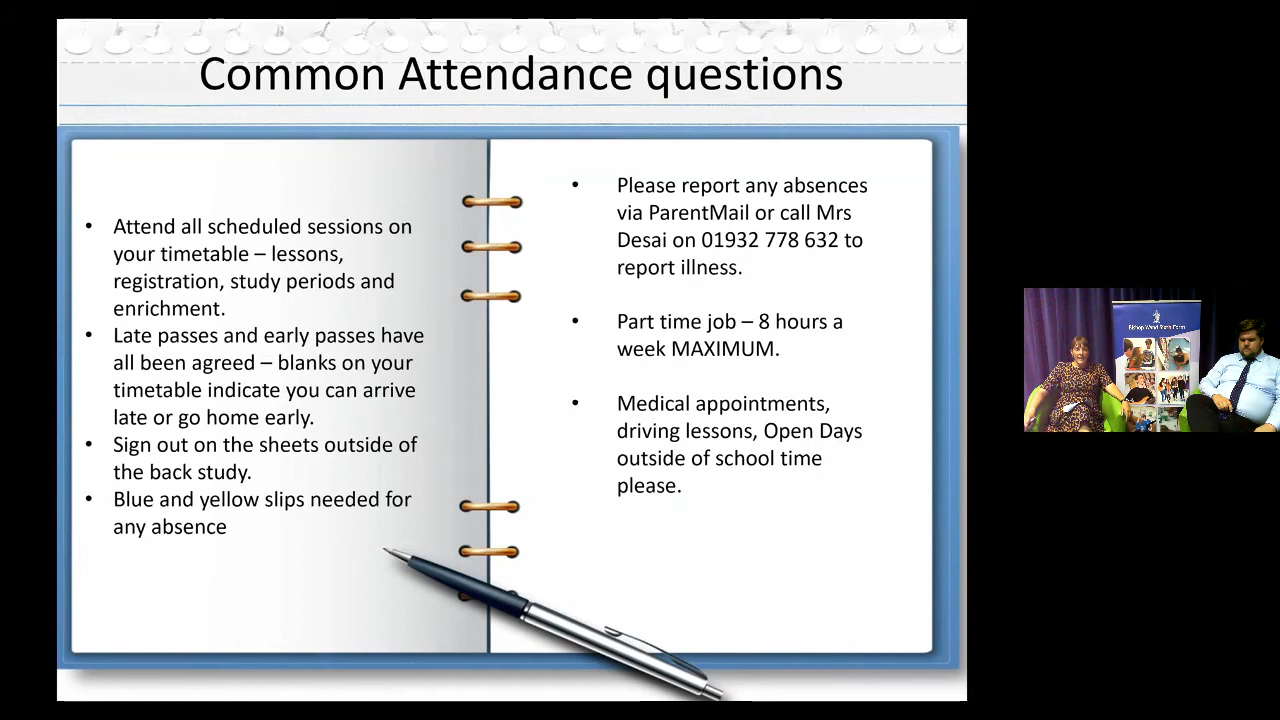 Common Attendance questions
• Attend all scheduled sessions on
your timetable – lessons,
registration, study periods and
enrichment.
• Late passes and early passes have
all been agreed – blanks on your
timetable indicate you can arrive
late or go home early.
• Sign out on the sheets outside of
the back study.
• Blue and yellow slips needed for
any absence
• Please report any absences
via ParentMail or call Mrs
Desai on 01932 778 632 to
report illness.
• Part time job – 8 hours a
week MAXIMUM.
• Medical appointments,
driving lessons, Open Days
outside of school time
please.
Bishop Wand Sixth Form